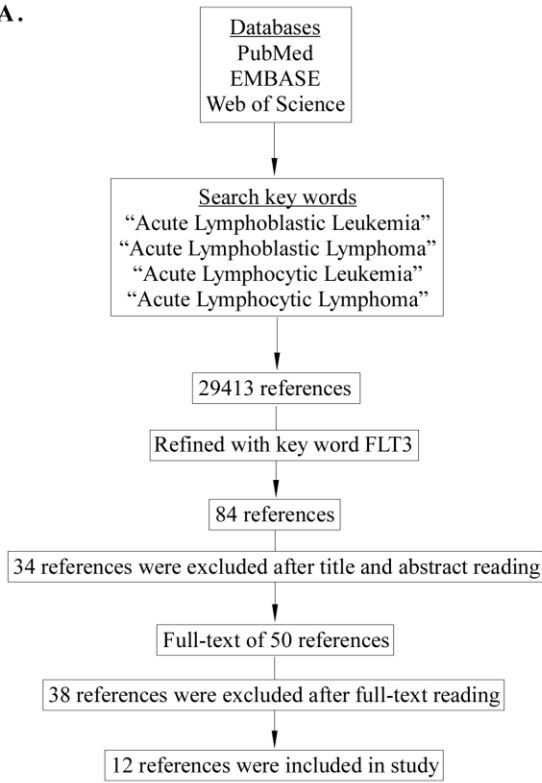 A.
Databases
PubMed
EMBASE
Web of Science
Search key words
“Acute Lymphoblastic Leukemia”
“Acute Lymphoblastic Lymphoma”
“Acute Lymphocytic Leukemia”
“Acute Lymphocytic Lymphoma”
29413 references
Refined with key word FLT3
84 references
34 references were excluded after title and abstract reading
Full-text of 50 references
38 references were excluded after full-text reading
12 references were included in study